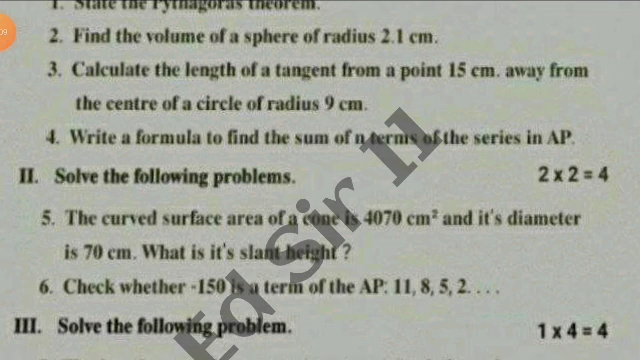 1. State the Pythagoras theorem.
09
2. Find the volume of a sphere of radius 2.1 cm.
3. Calculate the length of a tangent from a point 15 cm. away from
the centre of a circle of radius 9 cm.
4. Write a formula to find the sum of n terms of the series in AP.
II. Solve the following problems. 2 x 2 = 4
5. The curved surface area of a cone is 4070 cm² and it's diameter
is 70 cm. What is it's slant height ?
6. Check whether -150 is a term of the AP: 11, 8, 5, 2. . . .
III. Solve the following problem. 1 x 4 = 4
Ed Sir 11